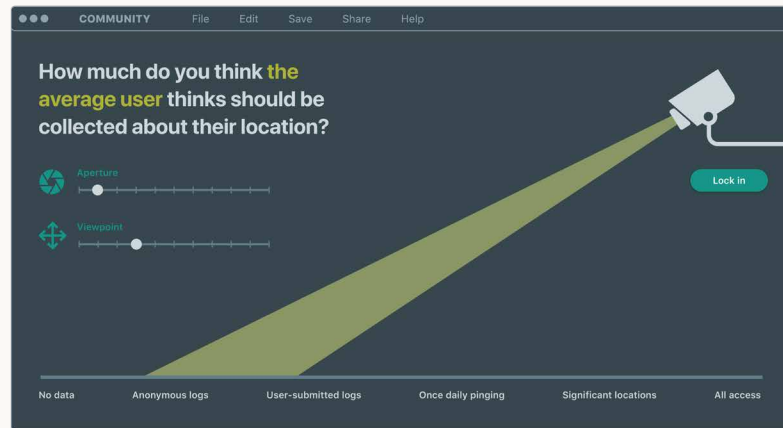 COMMUNITY File Edit Save Share Help
How much do you think the
average user thinks should be
collected about their location?
Aperture
Viewpoint
Lock in
No data Anonymous logs User-submitted logs Once daily pinging Significant locations All access